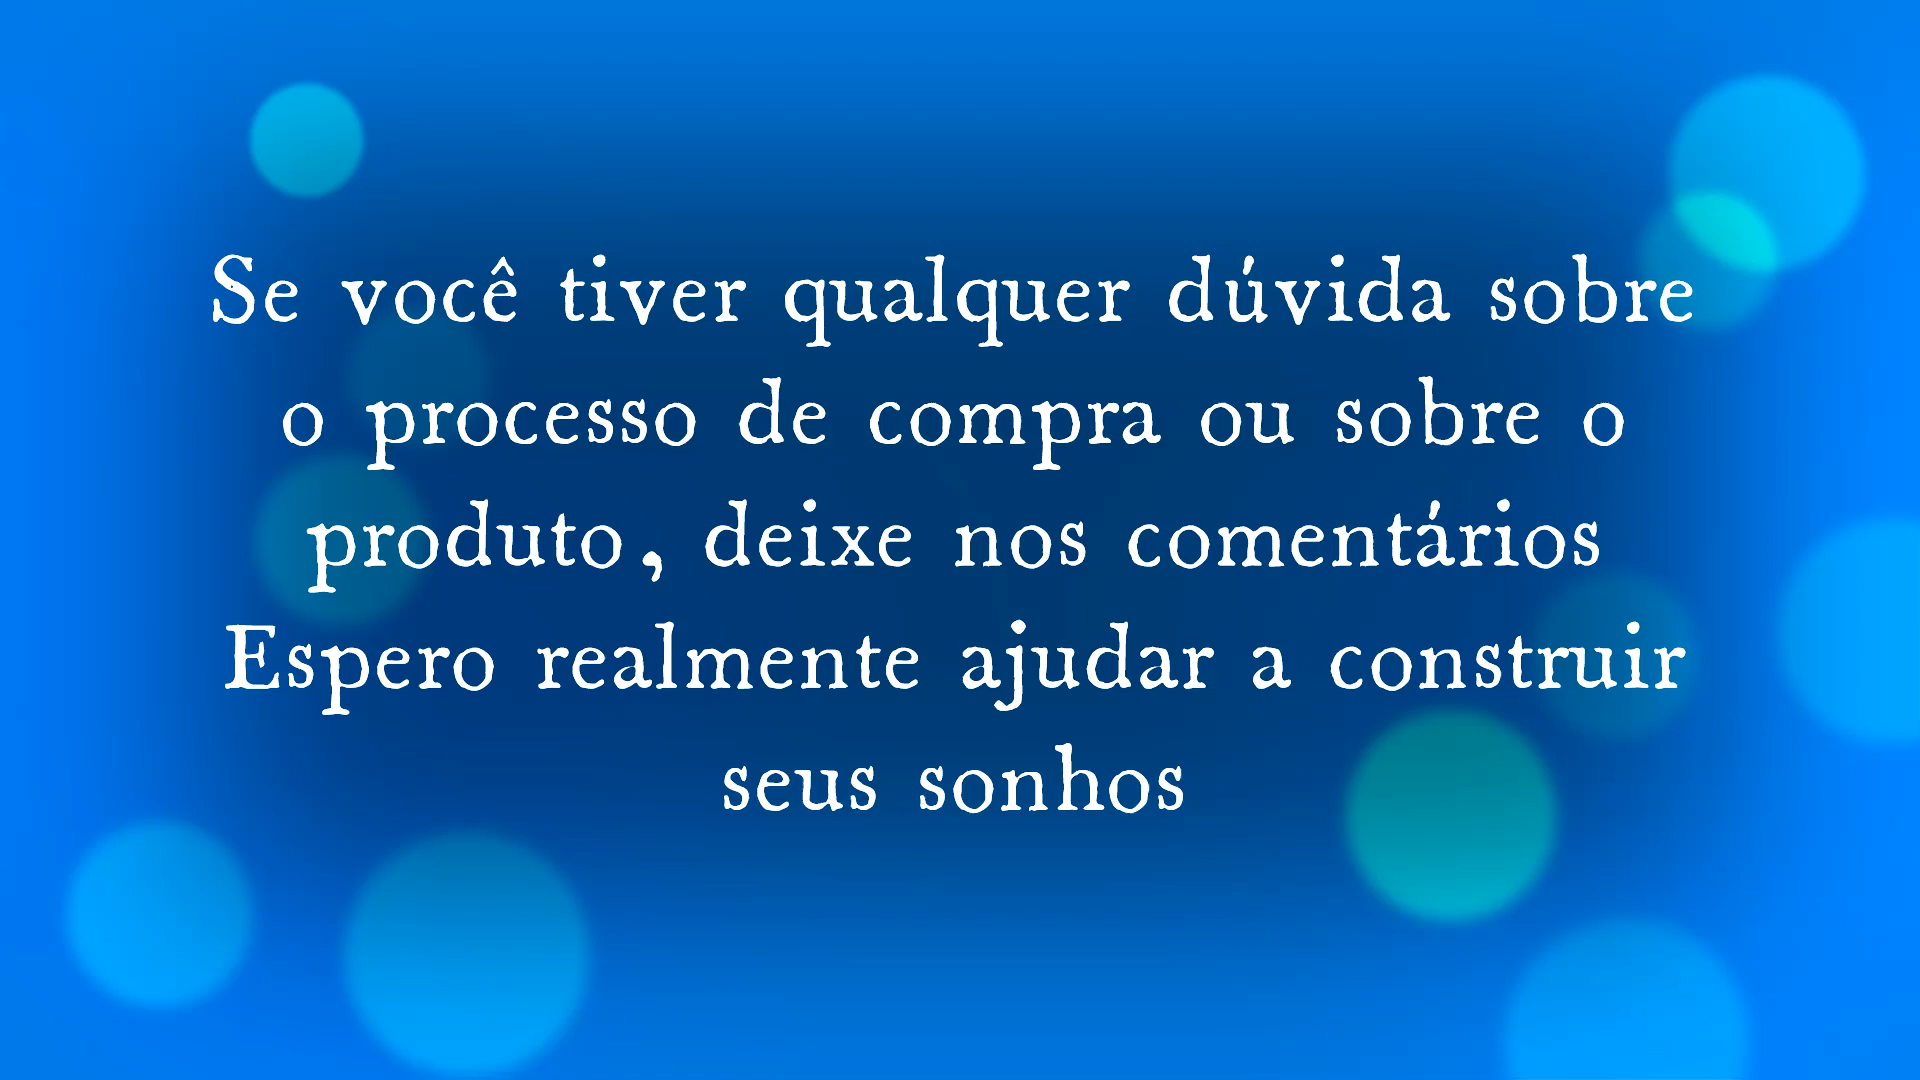 Se você tiver qualquer dúvida sobre
o processo de compra ou sobre o
produto, deixe nos comentários
Espero realmente ajudar a construir
seus sonhos